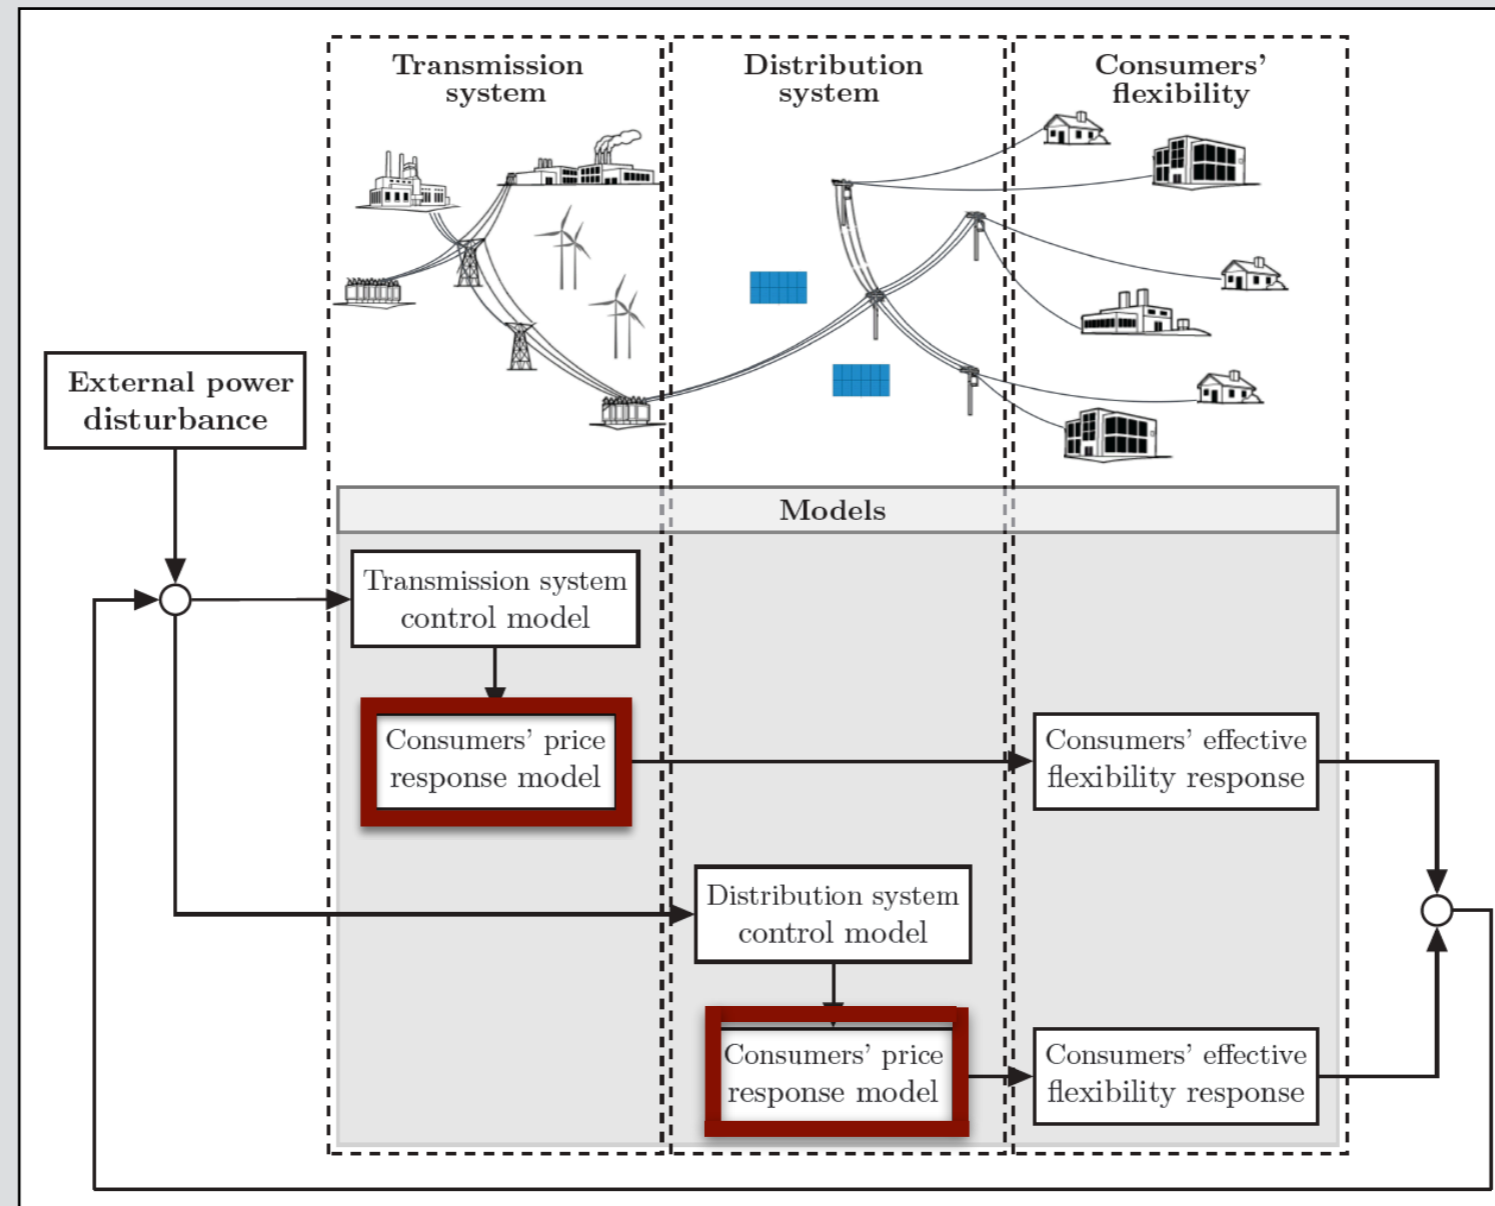 Transmission
system
Distribution
system
Consumers’
flexibility
External power
disturbance
Models
Transmission system
control model
Consumers’ price
response model
Consumers’ effective
flexibility response
Distribution system
control model
Consumers’ price
response model
Consumers’ effective
flexibility response